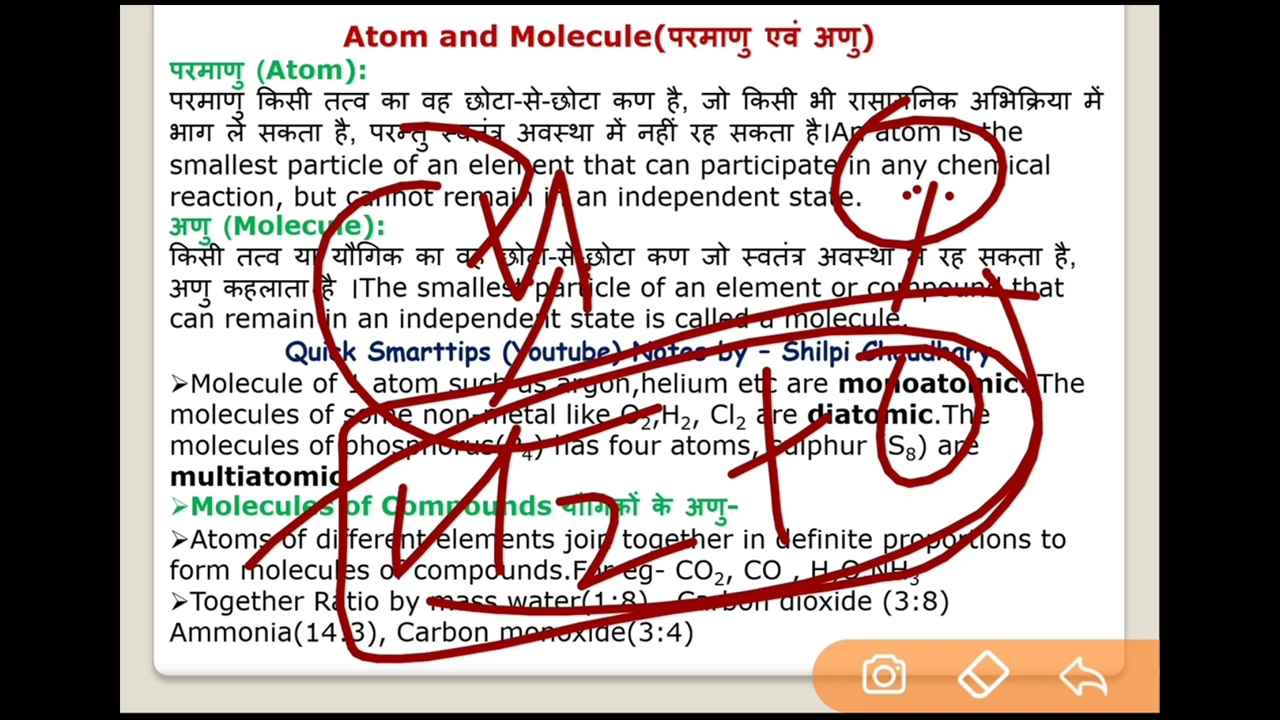 Atom and Molecule(परमाणु एवं अणु)
परमाणु (Atom):
परमाणु किसी तत्व का वह छोटा-से-छोटा कण है, जो किसी भी रासायनिक अभिक्रिया में
भाग ले सकता है, परन्तु स्वतंत्र अवस्था में नहीं रह सकता है।An atom is the
smallest particle of an element that can participate in any chemical
reaction, but cannot remain in an independent state.
अणु (Molecule):
किसी तत्व या यौगिक का वह छोटा-से-छोटा कण जो स्वतंत्र अवस्था में रह सकता है,
अणु कहलाता है ।The smallest particle of an element or compound that
can remain in an independent state is called a molecule.
Quick Smarttips (Youtube) Notes by – Shilpi Choudhary
➢Molecule of 1 atom such as argon,helium etc are monoatomic. The
molecules of some non-metal like O₂,H₂, Cl₂ are diatomic.The
molecules of phosphorus(P₄) has four atoms, sulphur (S₈) are
multiatomic
➢Molecules of Compounds यौगिकों के अणु-
➢Atoms of different elements join together in definite proportions to
form molecules of compounds.For eg- CO₂, CO , H₂O NH₃
➢Together Ratio by mass water(1:8) , Carbon dioxide (3:8)
Ammonia(14:3), Carbon monoxide(3:4)